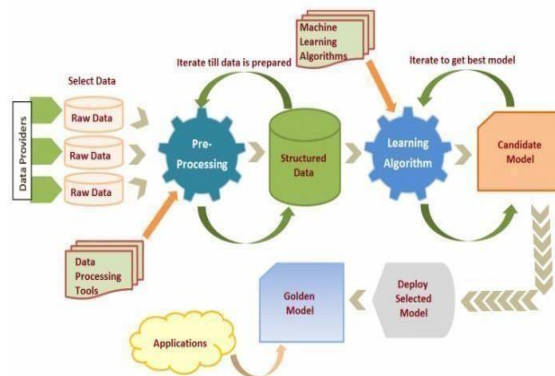 Machine
Learning
Algorithms
Iterate till data is prepared
Iterate to get best model
Select Data
Data Providers
Raw Data
Raw Data
Raw Data
Pre-
Processing
Structured
Data
Learning
Algorithm
Candidate
Model
Data
Processing
Tools
Golden
Model
Deploy
Selected
Model
Applications